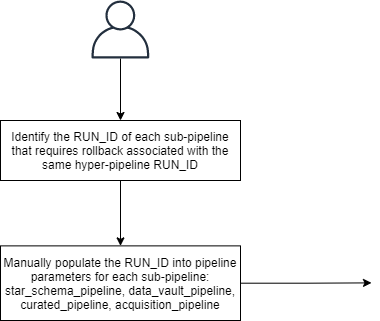 Identify the RUN_ID of each sub-pipeline
that requires rollback associated with the
same hyper-pipeline RUN_ID
Manually populate the RUN_ID into pipeline
parameters for each sub-pipeline:
star_schema_pipeline, data_vault_pipeline,
curated_pipeline, acquisition_pipeline